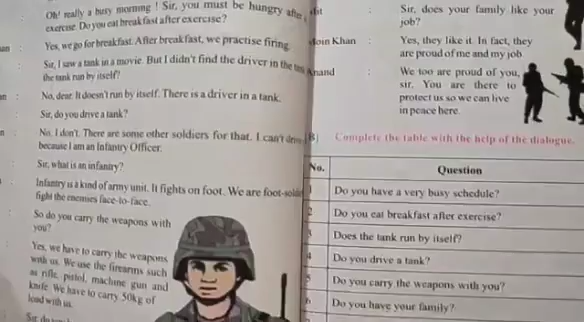 Oh! really a busy morning ! Sir, you must be hungry after
exercise. Do you eat breakfast after exercise?
Yes, we go for breakfast. After breakfast, we practise firing.
Sir, I saw a tank in a movie. But I didn't find the driver in the
the tank run by itself?
No, dear. It doesn't run by itself. There is a driver in a tank.
Sir, do you drive a tank?
No, I don't. There are some other soldiers for that. I can't drive
because I am an Infantry Officer.
Sir, what is an infantry?
Infantry is a kind of army unit. It fights on foot. We are foot-
fight the enemies face-to-face.
So do you carry the weapons with
you?
Yes, we have to carry the weapons
with us. We use the firearms such
as rifle, pistol, machine gun and
knife. We have to carry 50kg of
load with us.
Sir, does your family like your
job?
Khan : Yes, they like it. In fact, they
are proud of me and my job.
Anand : We too are proud of you,
sir. You are there to
protect us so we can live
in peace here.
B) Complete the table with the help of the dialogue.
No. Question
1 Do you have a very busy schedule?
2 Do you eat breakfast after exercise?
3 Does the tank run by itself?
4 Do you drive a tank?
5 Do you carry the weapons with you?
6 Do you have your family?